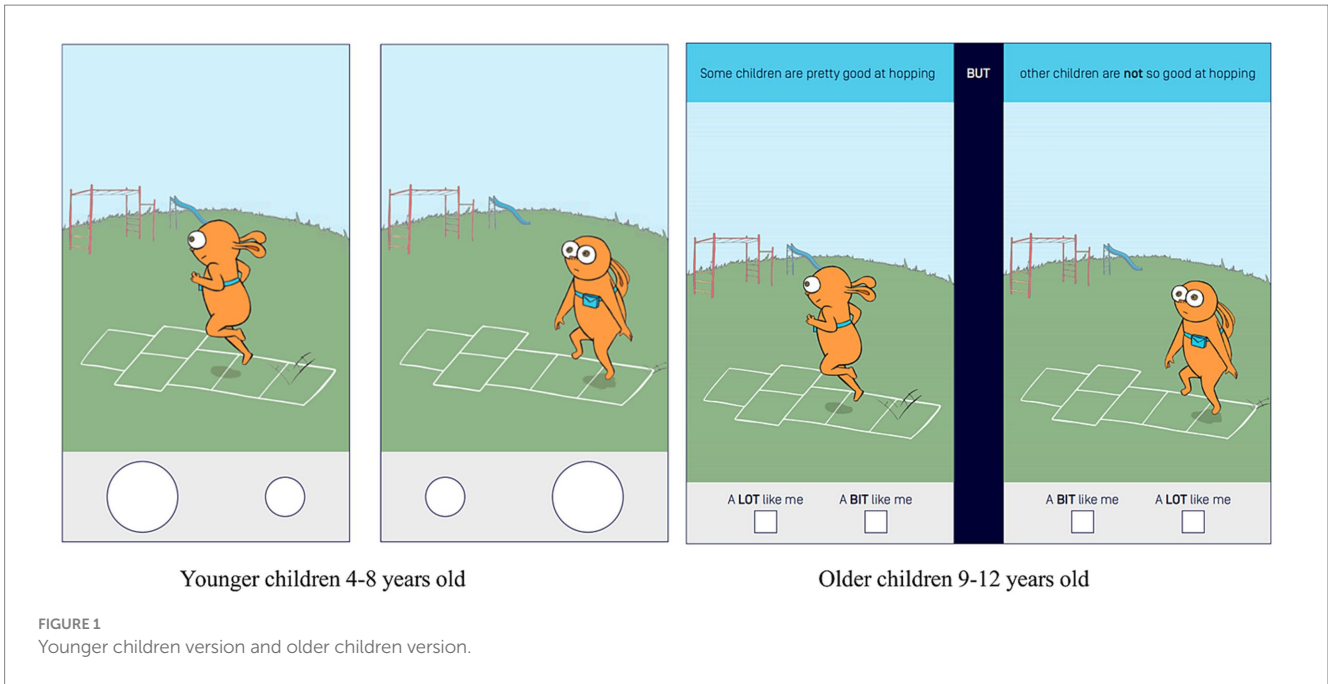 Some children are pretty good at hopping
BUT
other children are not so good at hopping
A LOT like me
A BIT like me
A BIT like me
A LOT like me
Younger children 4-8 years old
Older children 9-12 years old
FIGURE 1
Younger children version and older children version.